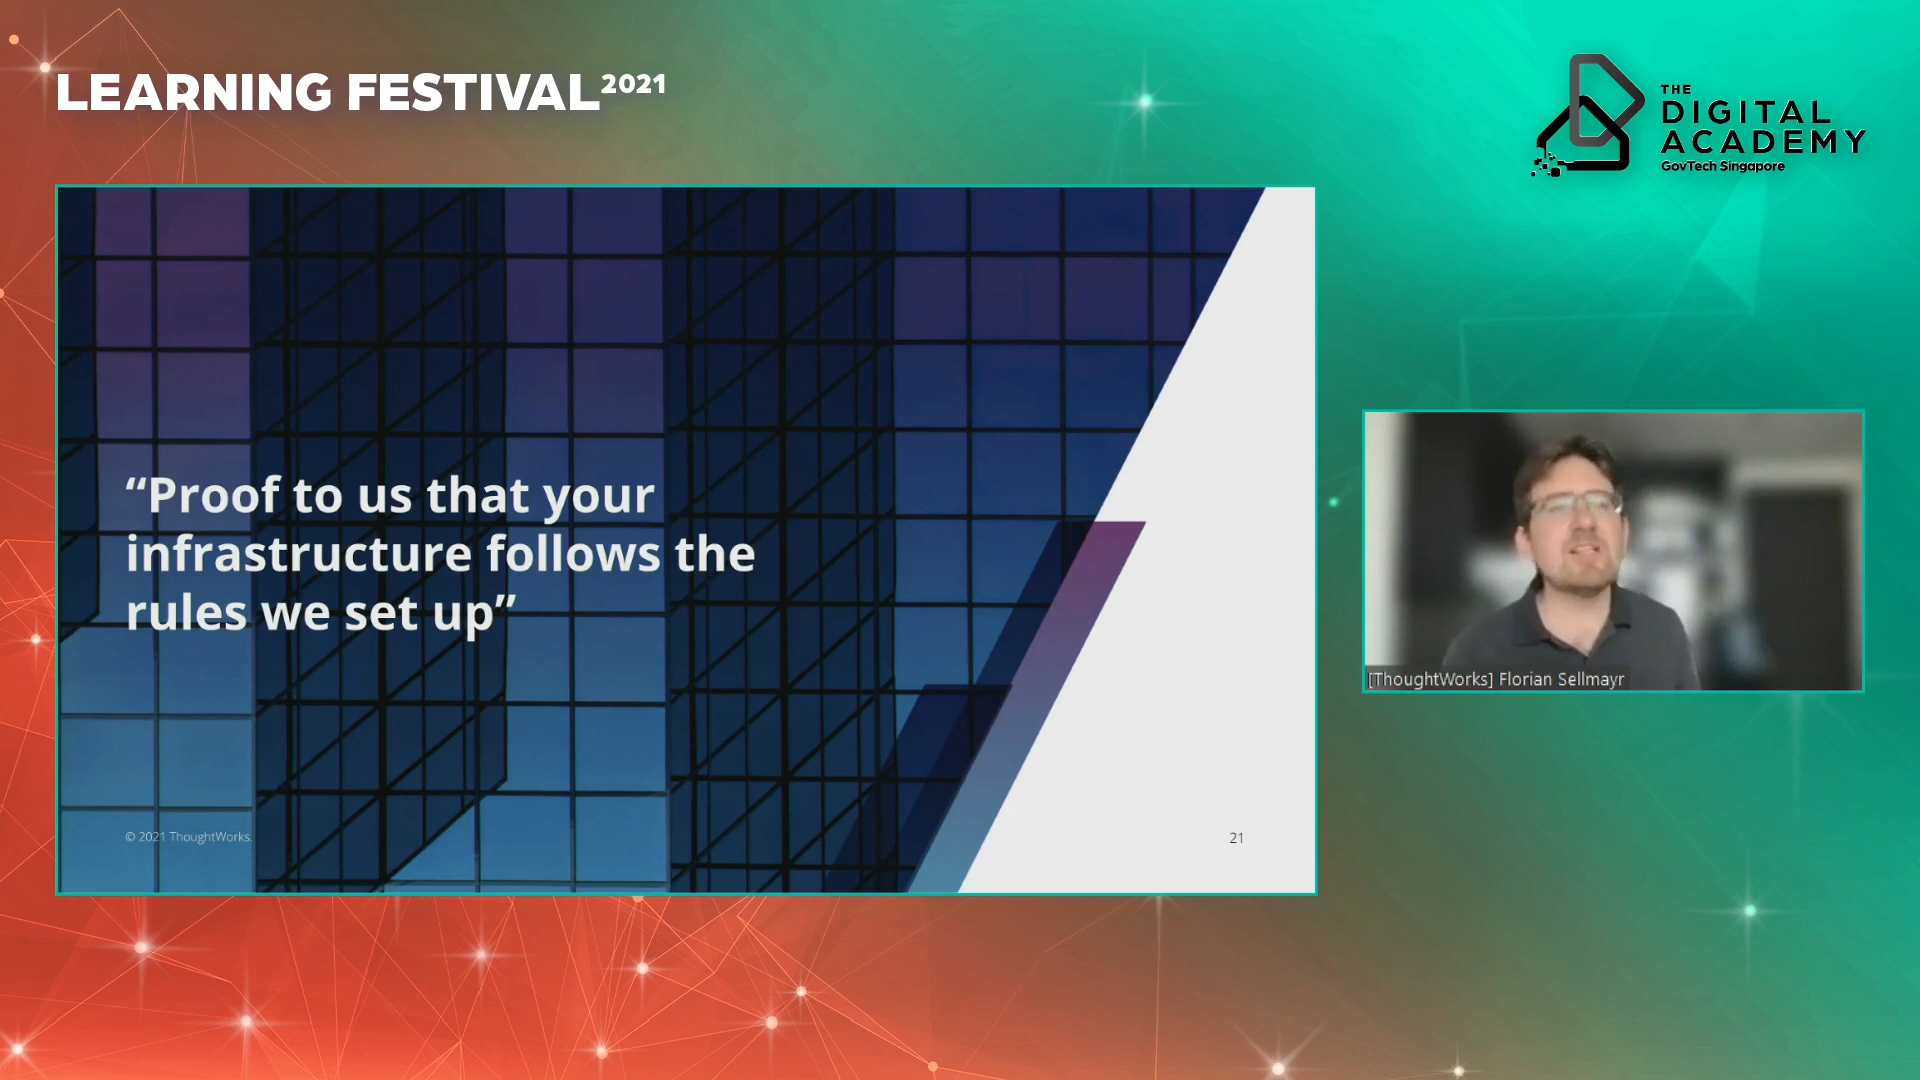 LEARNING FESTIVAL2021
THE
DIGITAL
ACADEMY
GovTech Singapore
“Proof to us that your
infrastructure follows the
rules we set up”
[ThoughtWorks] Florian Sellmayr
© 2021 ThoughtWorks.
21